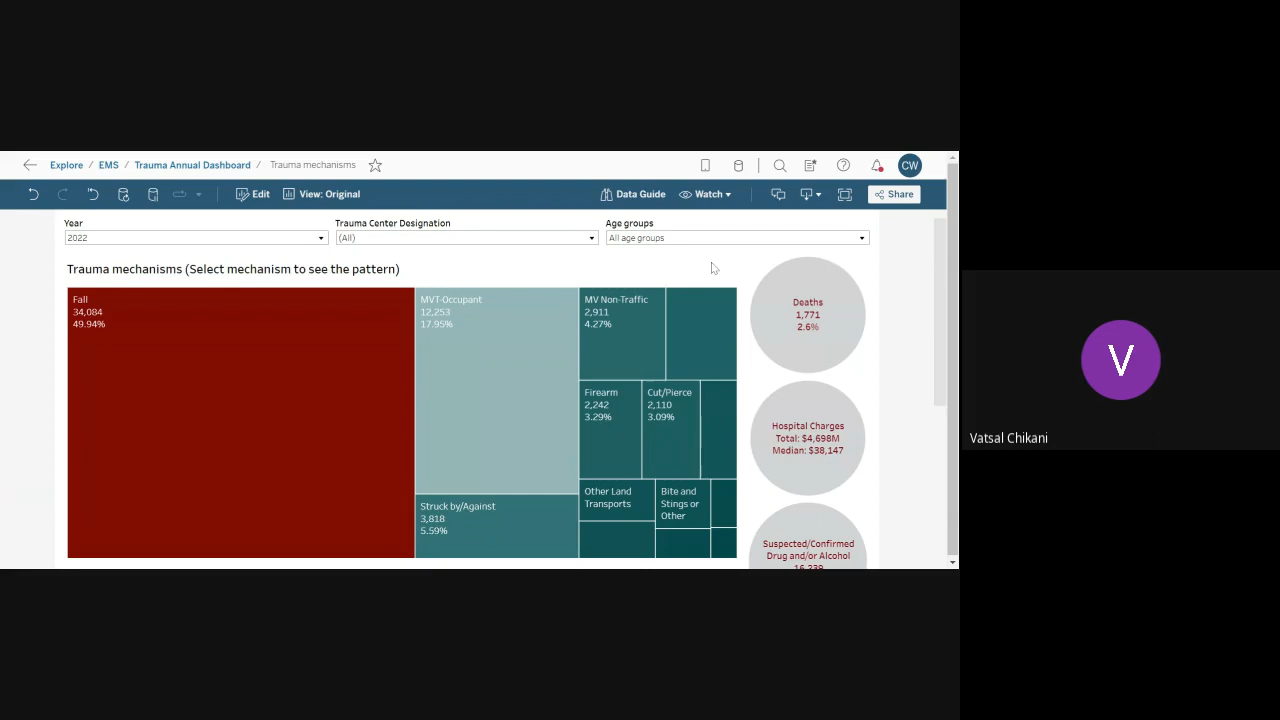 Explore / EMS / Trauma Annual Dashboard / Trauma mechanisms
CW
Edit View: Original Data Guide Watch Share
Year Trauma Center Designation Age groups
2022 (All) All age groups
Trauma mechanisms (Select mechanism to see the pattern)
Fall
34,084
49.94%
MVT-Occupant
12,253
17.95%
Struck by/Against
3,818
5.59%
MV Non-Traffic
2,911
4.27%
Firearm
2,242
3.29%
Cut/Pierce
2,110
3.09%
Other Land
Transports
Bite and
Stings or
Other
Deaths
1,771
2.6%
Hospital Charges
Total: $4,698M
Median: $38,147
Suspected/Confirmed
Drug and/or Alcohol
16,239
V
Vatsal Chikani